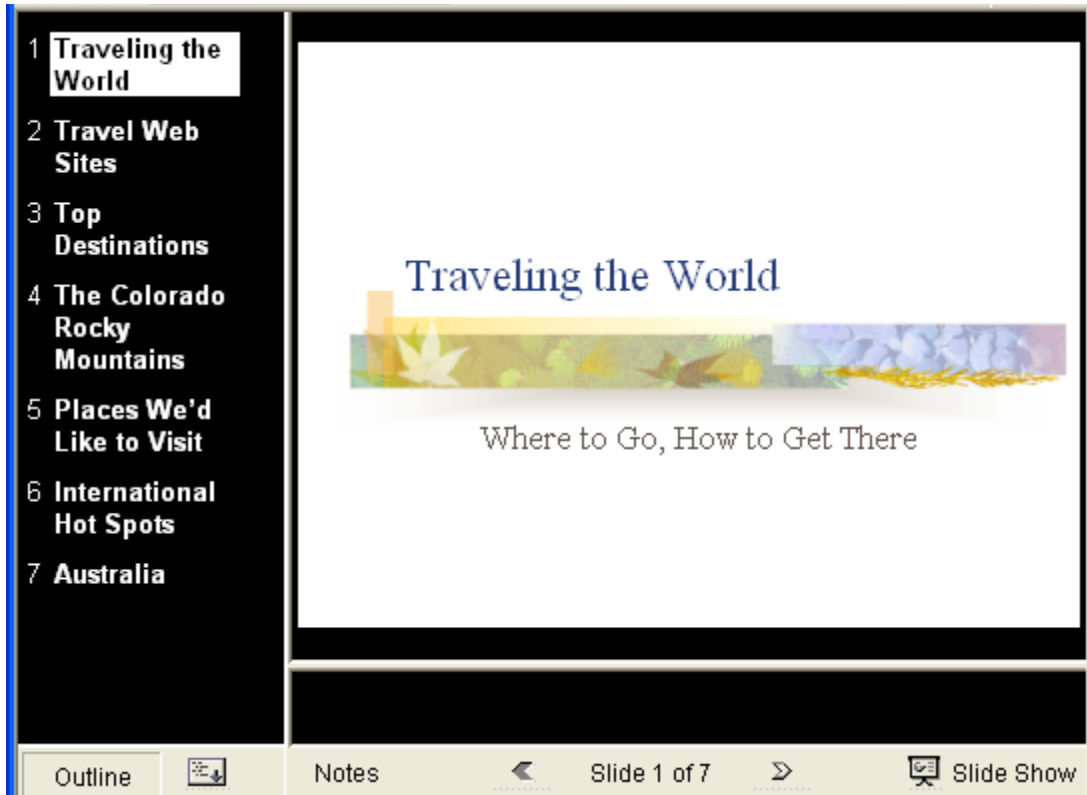 1 Traveling the
World
2 Travel Web
Sites
3 Top
Destinations
4 The Colorado
Rocky
Mountains
5 Places We'd
Like to Visit
6 International
Hot Spots
7 Australia
Traveling the World
Where to Go, How to Get There
Outline
Notes
Slide 1 of 7
Slide Show